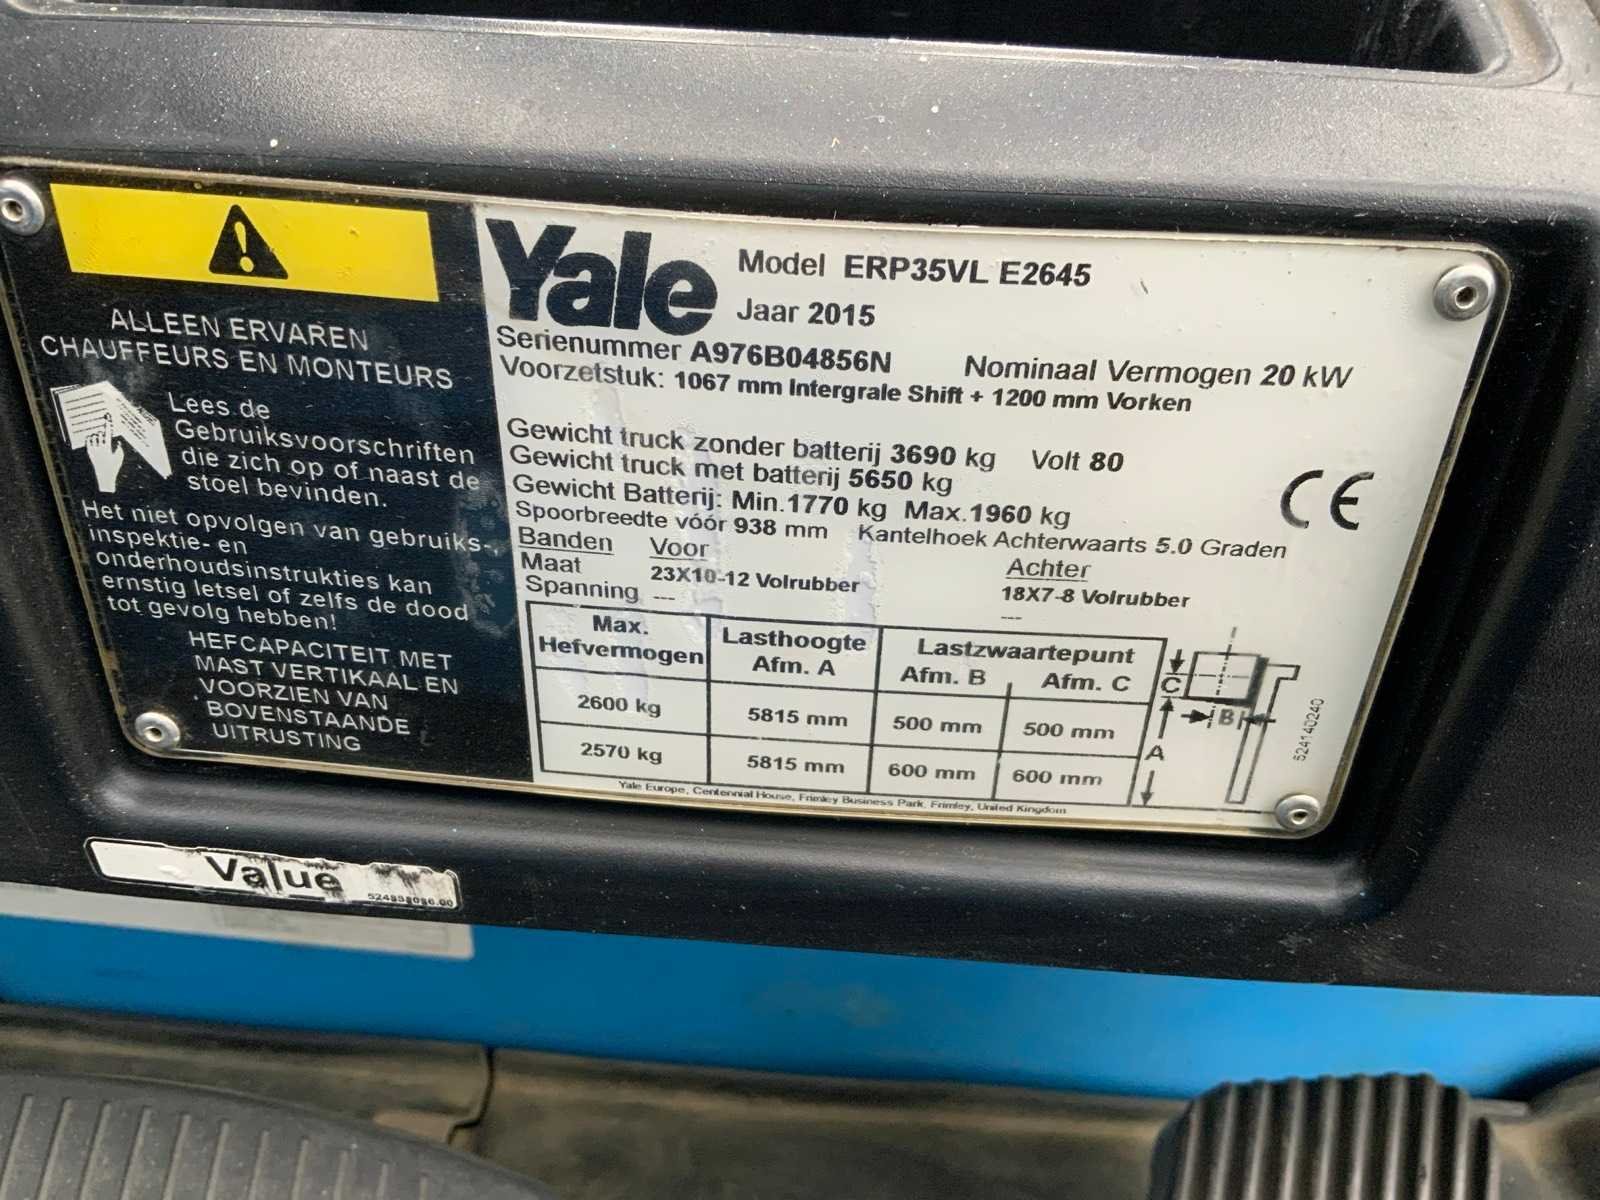 ALLEEN ERVAREN
CHAUFFEURS EN MONTEURS
Lees de
Gebruiksvoorschriften
die zich op of naast de
stoel bevinden.
Het niet opvolgen van gebruiks-,
inspektie- en
onderhoudsinstrukties kan
ernstig letsel of zelfs de dood
tot gevolg hebben!
HEFCAPACITEIT MET
MAST VERTIKAAL EN
VOORZIEN VAN
BOVENSTAANDE
UITRUSTING
Yale
Model ERP35VL E2645
Jaar 2015
Serienummer A976B04856N Nominaal Vermogen 20 kW
Voorzetstuk: 1067 mm Intergrale Shift + 1200 mm Vorken
Gewicht truck zonder batterij 3690 kg Volt 80
Gewicht truck met batterij 5650 kg
Gewicht Batterij: Min.1770 kg Max.1960 kg
Spoorbreedte vóór 938 mm Kantelhoek Achterwaarts 5.0 Graden
CE
Banden Voor Achter
Maat 23X10-12 Volrubber 18X7-8 Volrubber
Spanning --- ---
Max. Hefvermogen Lasthoogte Afm. A Lastzwaartepunt Afm. B Afm. C
2600 kg 5815 mm 500 mm 500 mm
2570 kg 5815 mm 600 mm 600 mm
C
B
A
524140240
Yale Europe, Centennial House, Frimley Business Park, Frimley, United Kingdom
Value